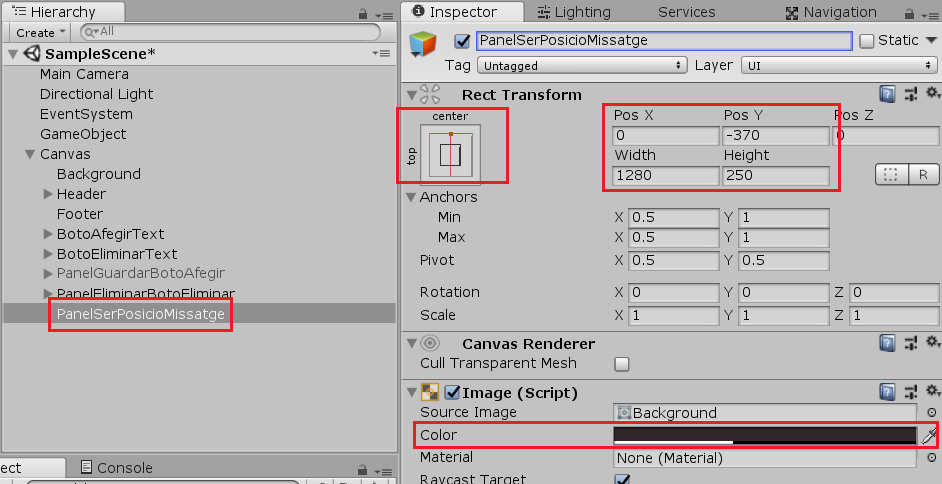 Hierarchy
Create
All
SampleScene*
Main Camera
Directional Light
EventSystem
GameObject
Canvas
Background
Header
Footer
BotoAfegirText
BotoEliminarText
PanelGuardarBotoAfegir
PanelEliminarBotoEliminar
PanelSerPosicioMissatge
Console
Inspector Lighting Services Navigation
PanelSerPosicioMissatge Static
Tag Untagged Layer UI
Rect Transform
center Pos X Pos Y Pos Z
top 0 -370 0
Width Height
1280 250 R
Anchors
Min X 0.5 Y 1
Max X 0.5 Y 1
Pivot X 0.5 Y 0.5
Rotation X 0 Y 0 Z 0
Scale X 1 Y 1 Z 1
Canvas Renderer
Cull Transparent Mesh
Image (Script)
Source Image Background
Color
Material None (Material)
Raycast Target